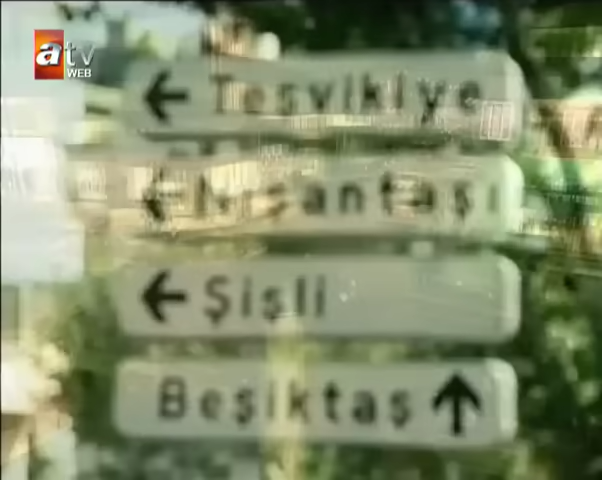 atv
WEB
← Teşvikiye
← Nişantaşı
← Şişli
Beşiktaş ↑